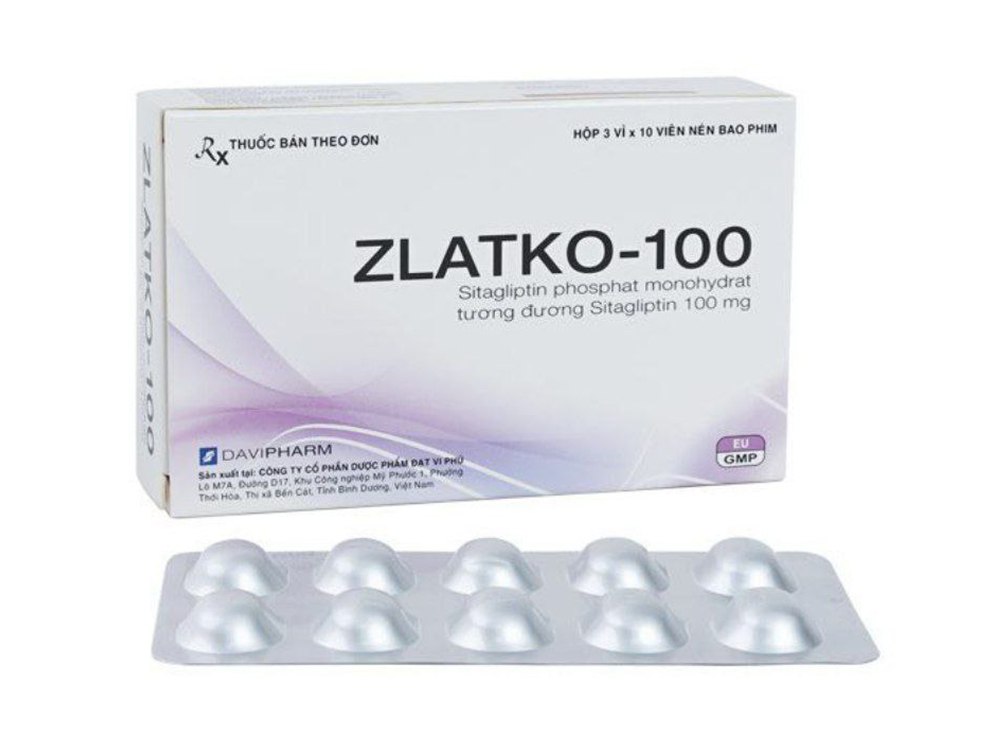 Rx THUỐC BÁN THEO ĐƠN
HỘP 3 VỈ x 10 VIÊN NÉN BAO PHIM
ZLATKO-100
Sitagliptin phosphat monohydrat
tương đương Sitagliptin 100 mg
ZLATKO-100
DAVIPHARM
Sản xuất tại: CÔNG TY CỔ PHẦN DƯỢC PHẨM ĐẠT VI PHÚ
Lô M7A, Đường D17, Khu Công nghiệp Mỹ Phước 1, Phường
Thới Hòa, Thị xã Bến Cát, Tỉnh Bình Dương, Việt Nam
EU
GMP